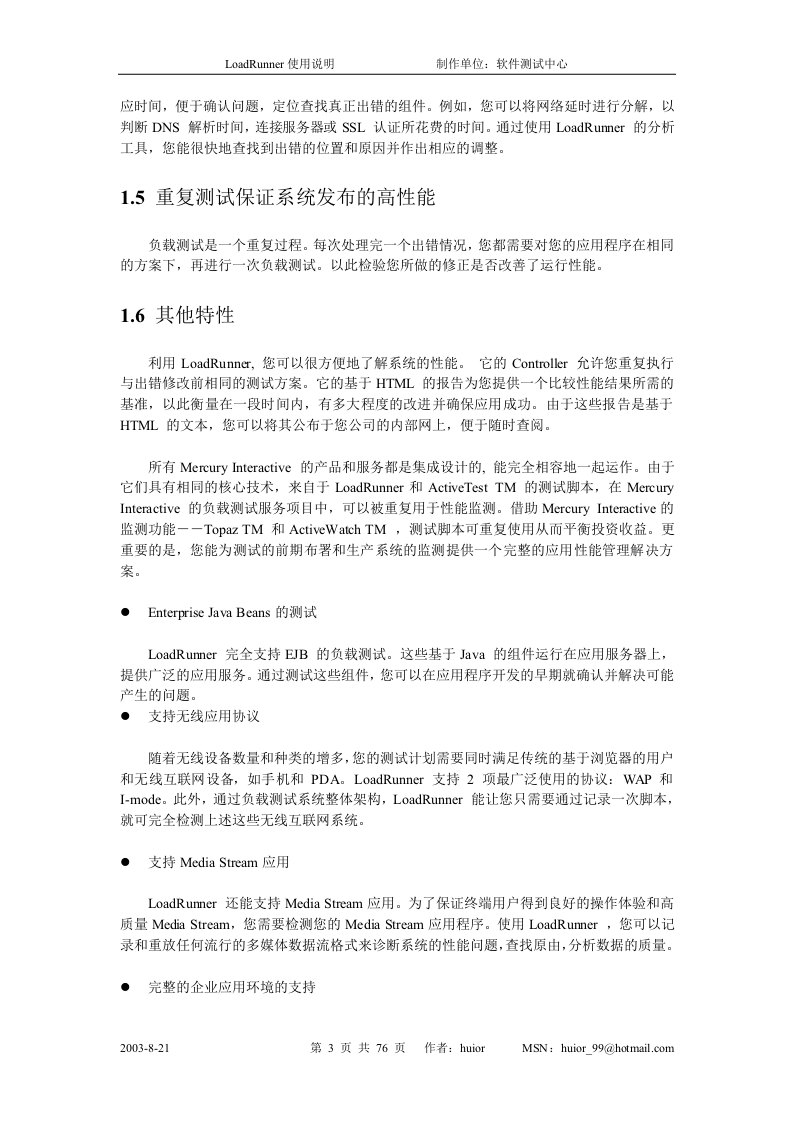 LoadRunner 使用说明 制作单位：软件测试中心
应时间，便于确认问题，定位查找真正出错的组件。例如，您可以将网络延时进行分解，以
判断 DNS 解析时间，连接服务器或 SSL 认证所花费的时间。通过使用 LoadRunner 的分析
工具，您能很快地查找到出错的位置和原因并作出相应的调整。
1.5 重复测试保证系统发布的高性能
负载测试是一个重复过程。每次处理完一个出错情况，您都需要对您的应用程序在相同
的方案下，再进行一次负载测试。以此检验您所做的修正是否改善了运行性能。
1.6 其他特性
利用 LoadRunner, 您可以很方便地了解系统的性能。 它的 Controller 允许您重复执行
与出错修改前相同的测试方案。它的基于 HTML 的报告为您提供一个比较性能结果所需的
基准，以此衡量在一段时间内，有多大程度的改进并确保应用成功。由于这些报告是基于
HTML 的文本，您可以将其公布于您公司的内部网上，便于随时查阅。
所有 Mercury Interactive 的产品和服务都是集成设计的, 能完全相容地一起运作。由于
它们具有相同的核心技术，来自于 LoadRunner 和 ActiveTest TM 的测试脚本，在 Mercury
Interactive 的负载测试服务项目中，可以被重复用于性能监测。借助 Mercury Interactive 的
监测功能－－Topaz TM 和 ActiveWatch TM ，测试脚本可重复使用从而平衡投资收益。更
重要的是，您能为测试的前期布署和生产系统的监测提供一个完整的应用性能管理解决方
案。
● Enterprise Java Beans 的测试
LoadRunner 完全支持 EJB 的负载测试。这些基于 Java 的组件运行在应用服务器上，
提供广泛的应用服务。通过测试这些组件，您可以在应用程序开发的早期就确认并解决可能
产生的问题。
● 支持无线应用协议
随着无线设备数量和种类的增多，您的测试计划需要同时满足传统的基于浏览器的用户
和无线互联网设备，如手机和 PDA。LoadRunner 支持 2 项最广泛使用的协议：WAP 和
I-mode。此外，通过负载测试系统整体架构，LoadRunner 能让您只需要通过记录一次脚本，
就可完全检测上述这些无线互联网系统。
● 支持 Media Stream 应用
LoadRunner 还能支持 Media Stream 应用。为了保证终端用户得到良好的操作体验和高
质量 Media Stream，您需要检测您的 Media Stream 应用程序。使用 LoadRunner ，您可以记
录和重放任何流行的多媒体数据流格式来诊断系统的性能问题，查找原由，分析数据的质量。
● 完整的企业应用环境的支持
2003-8-21 第 3 页 共 76 页 作者：huior MSN：huior_99@hotmail.com